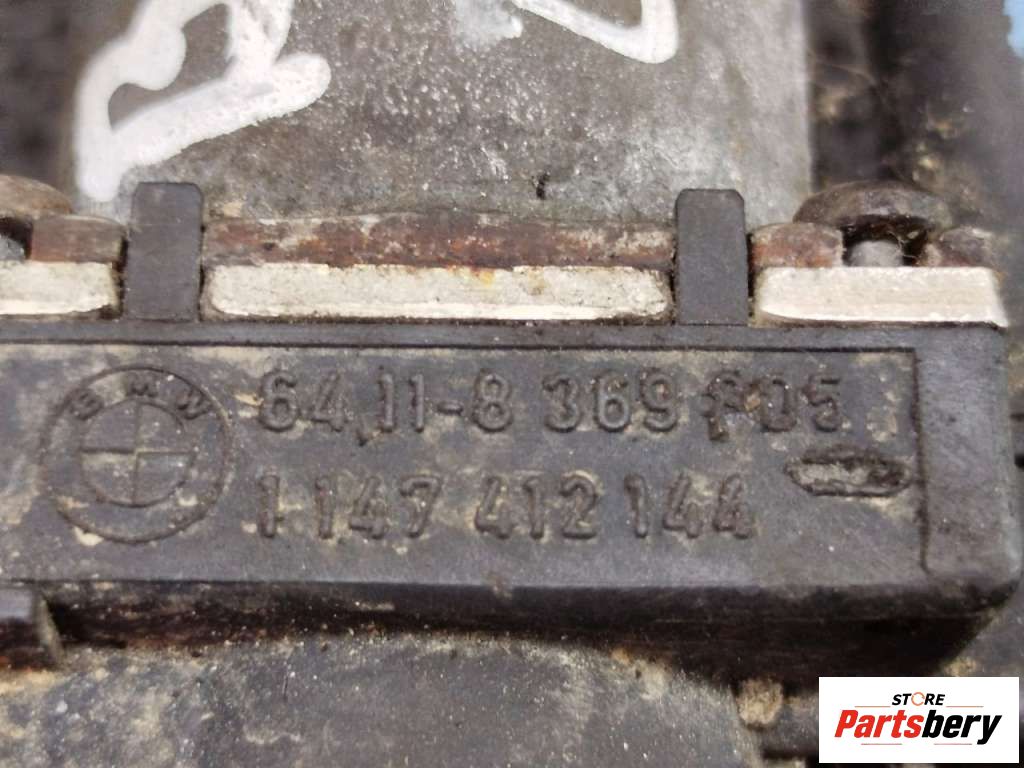 BMW
64.11-8 369 805
1 147 412 144
STORE
Partsbery